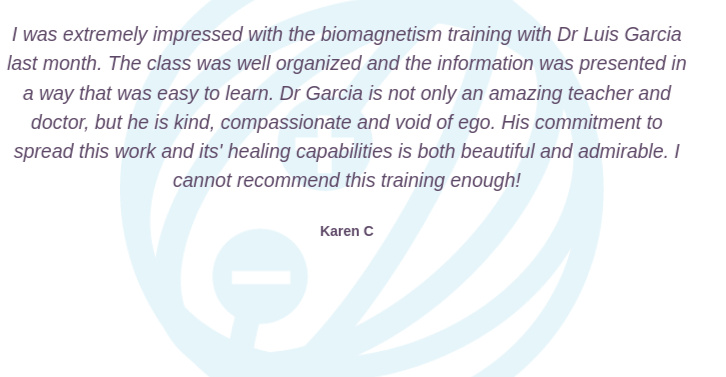 I was extremely impressed with the biomagnetism training with Dr Luis Garcia
last month. The class was well organized and the information was presented in
a way that was easy to learn. Dr Garcia is not only an amazing teacher and
doctor, but he is kind, compassionate and void of ego. His commitment to
spread this work and its' healing capabilities is both beautiful and admirable. I
cannot recommend this training enough!
Karen C